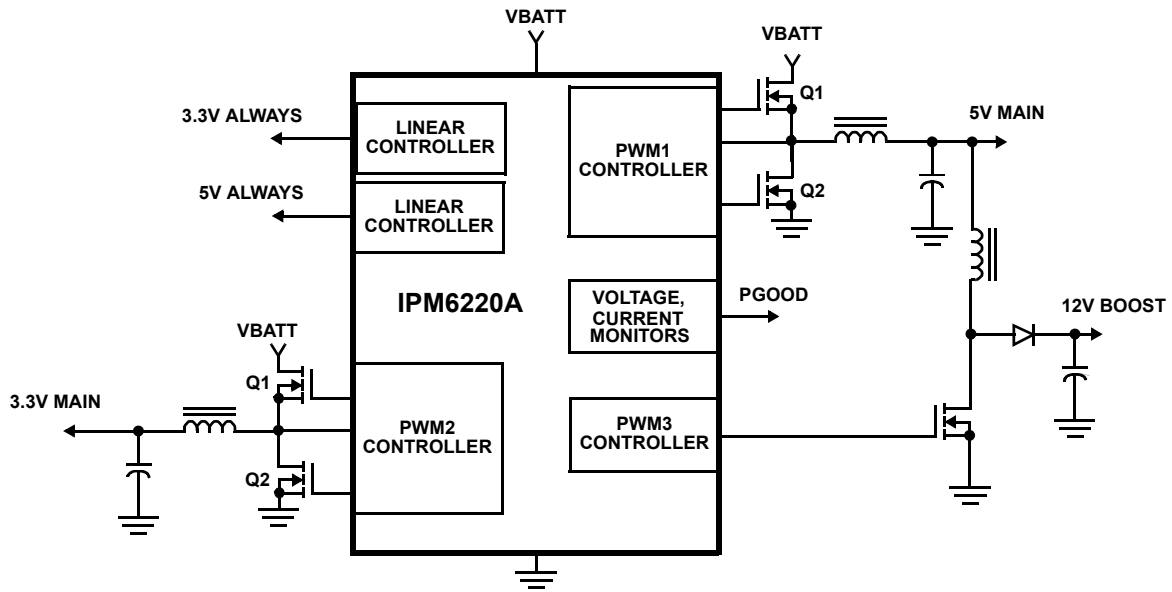 VBATT
VBATT
Q1
3.3V ALWAYS
LINEAR
CONTROLLER
5V MAIN
PWM1
CONTROLLER
5V ALWAYS
LINEAR
CONTROLLER
Q2
IPM6220A
VOLTAGE,
CURRENT
MONITORS
PGOOD
12V BOOST
VBATT
Q1
3.3V MAIN
PWM2
CONTROLLER
PWM3
CONTROLLER
Q2